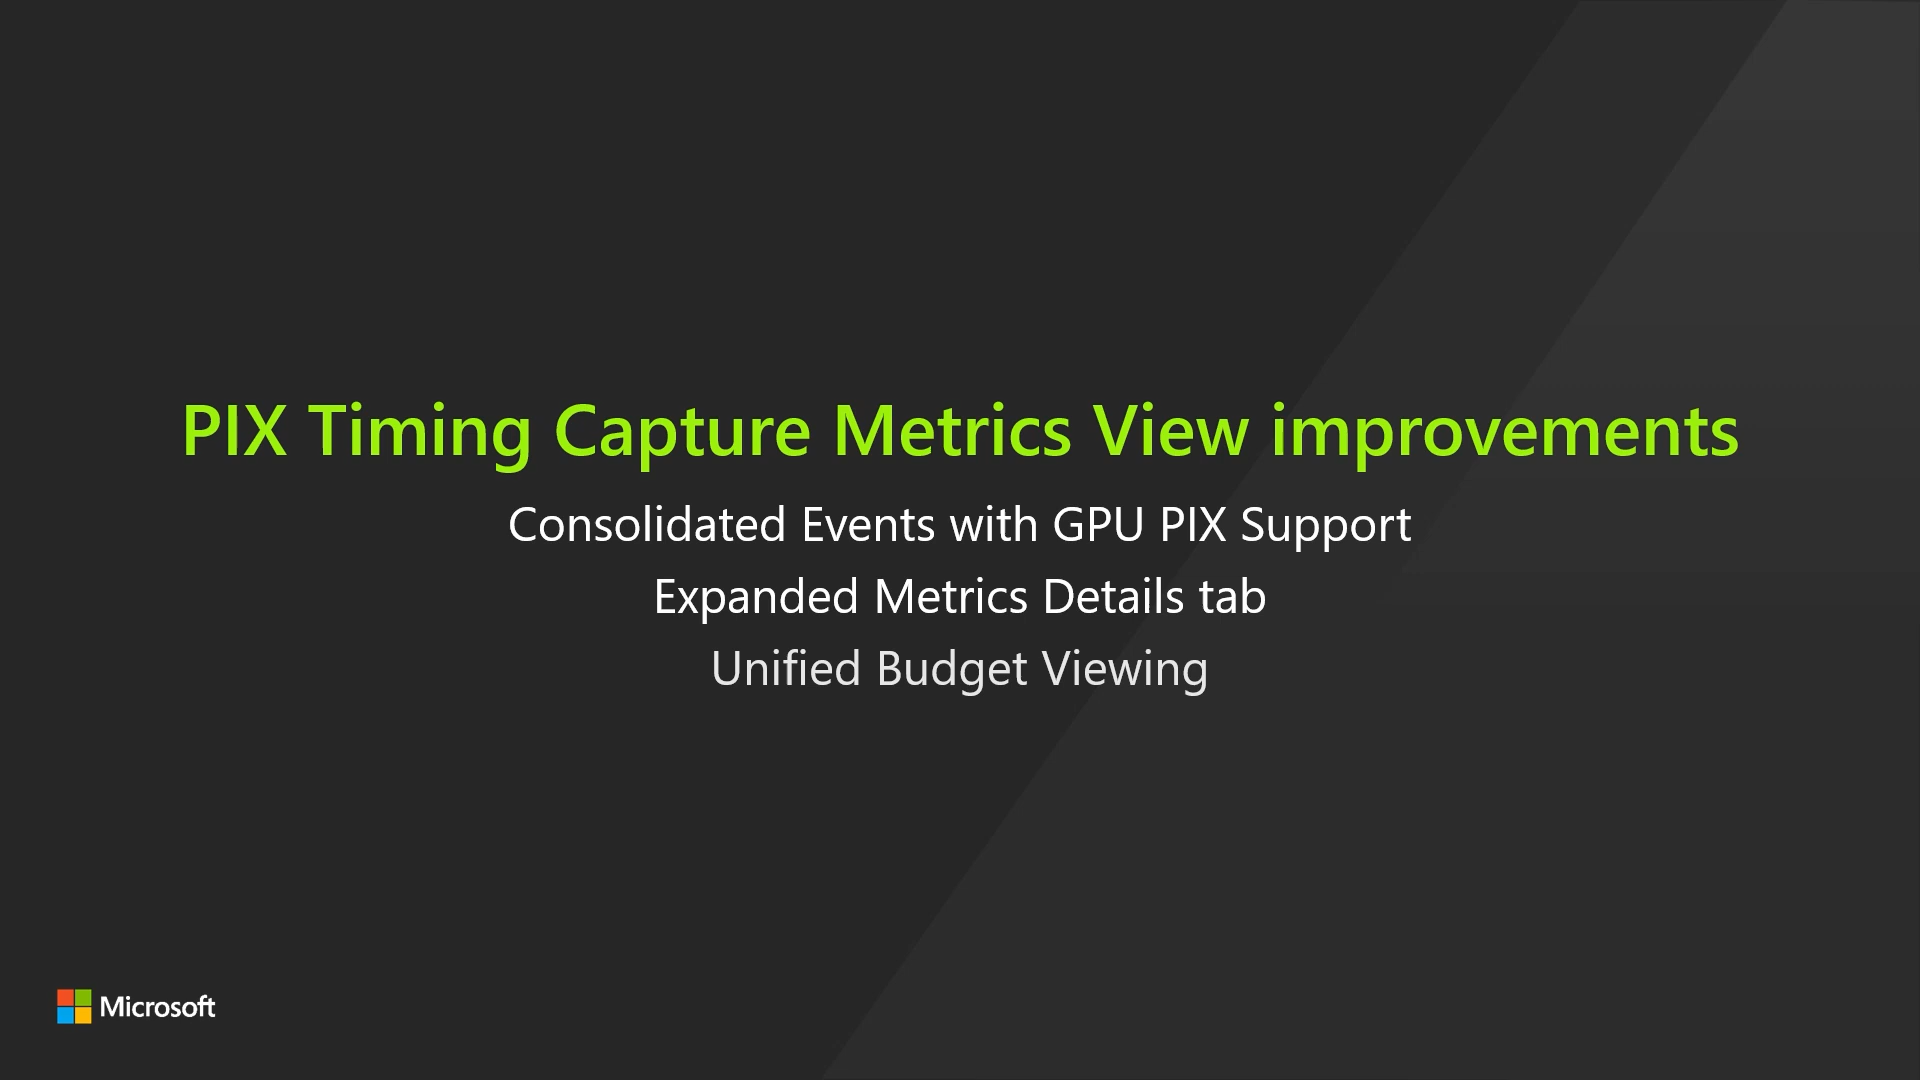 PIX Timing Capture Metrics View improvements
Consolidated Events with GPU PIX Support
Expanded Metrics Details tab
Unified Budget Viewing
Microsoft